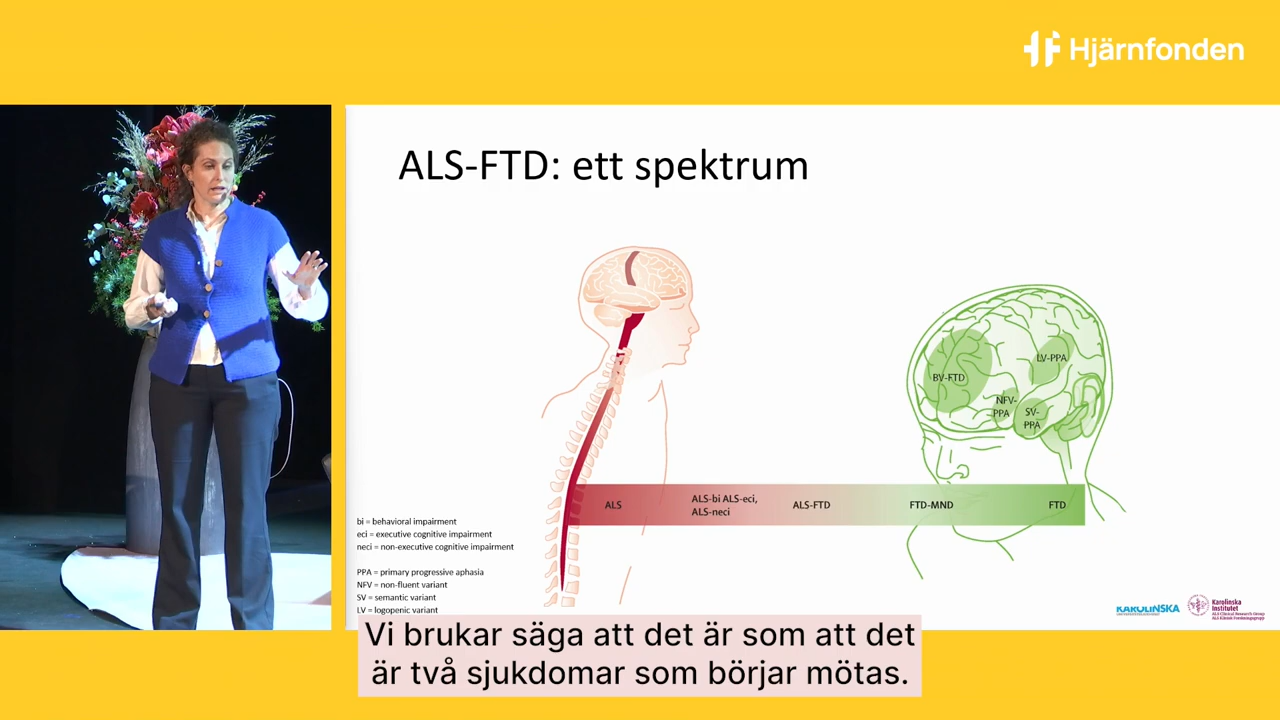 Hjärnfonden
ALS-FTD: ett spektrum
BV-FTD
LV-PPA
NFV-
PPA
SV-
PPA
ALS
ALS-bi ALS-eci,
ALS-neci
ALS-FTD
FTD-MND
FTD
bi = behavioral impairment
eci = executive cognitive impairment
neci = non-executive cognitive impairment
PPA = primary progressive aphasia
NFV = non-fluent variant
SV = semantic variant
LV = logopenic variant
KAROLINSKA
Karolinska
Institutet
Vi brukar säga att det
är som att det
är två sjukdomar som börjar mötas.